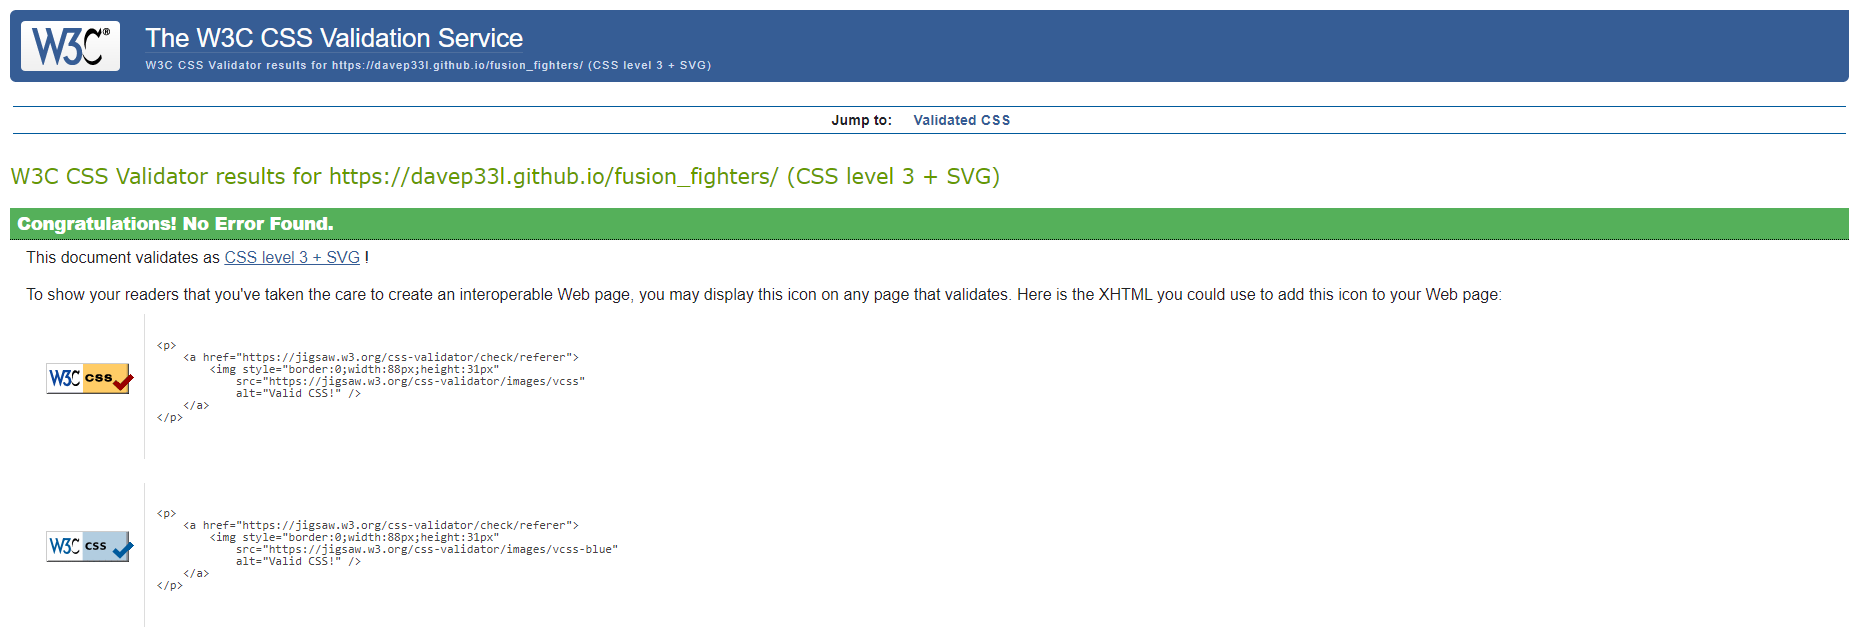 W3C®
The W3C CSS Validation Service
W3C CSS Validator results for https://davep33l.github.io/fusion_fighters/ (CSS level 3 + SVG)
Jump to: Validated CSS
W3C CSS Validator results for https://davep33l.github.io/fusion_fighters/ (CSS level 3 + SVG)
Congratulations! No Error Found.
This document validates as CSS level 3 + SVG !
To show your readers that you've taken the care to create an interoperable Web page, you may display this icon on any page that validates. Here is the XHTML you could use to add this icon to your Web page:
W3C css
<p>
<a href="https://jigsaw.w3.org/css-validator/check/referer">
<img style="border:0;width:88px;height:31px"
src="https://jigsaw.w3.org/css-validator/images/vcss"
alt="Valid CSS!" />
</a>
</p>
W3C css
<p>
<a href="https://jigsaw.w3.org/css-validator/check/referer">
<img style="border:0;width:88px;height:31px"
src="https://jigsaw.w3.org/css-validator/images/vcss-blue"
alt="Valid CSS!" />
</a>
</p>